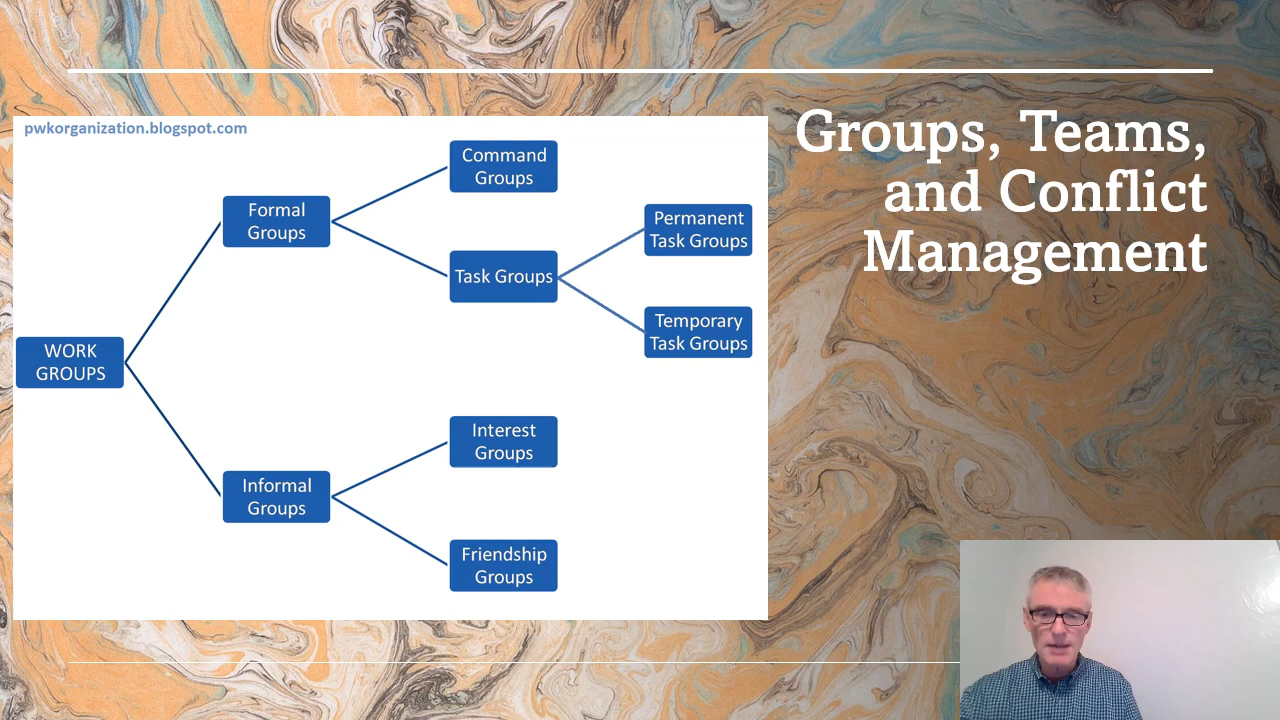 pwkorganization.blogspot.com
Groups, Teams,
and Conflict
Management
WORK
GROUPS
Formal
Groups
Command
Groups
Task Groups
Permanent
Task Groups
Temporary
Task Groups
Informal
Groups
Interest
Groups
Friendship
Groups